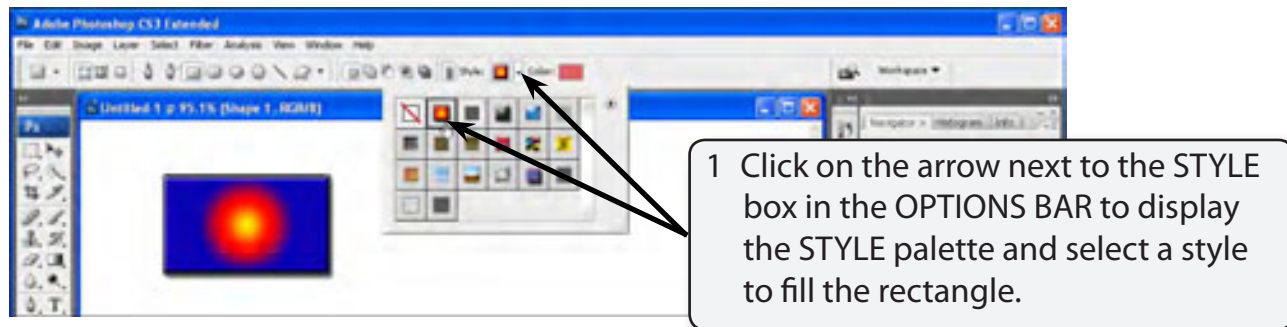 Adobe Photoshop CS3 Extended
File Edit Image Layer Select Filter Analysis View Window Help
Style: Color: Workspace
Untitled-1 @ 95.1% (Shape 1, RGB/8)
Ps
Navigator × Histogram Info
T
1 Click on the arrow next to the STYLE
box in the OPTIONS BAR to display
the STYLE palette and select a style
to fill the rectangle.